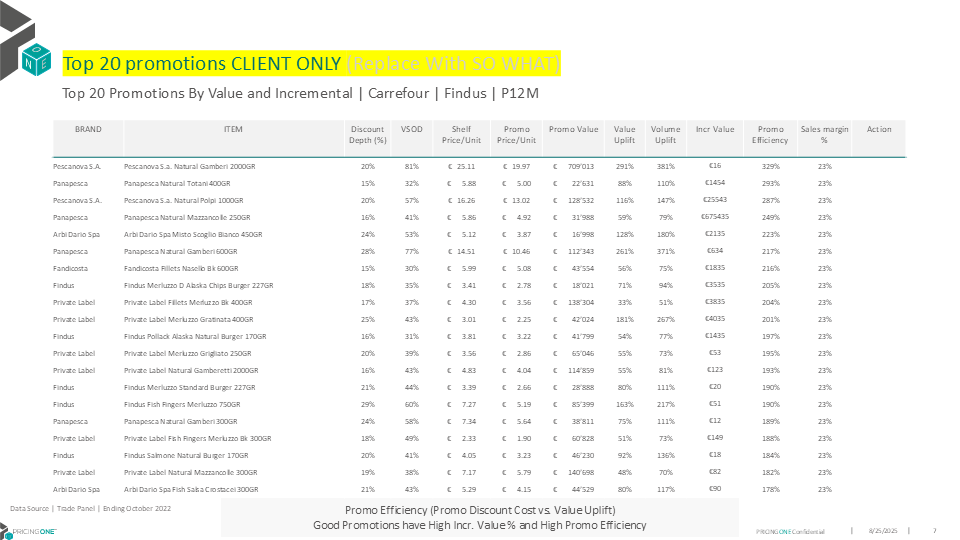 O
N E
Top 20 promotions CLIENT ONLY (Replace With SO WHAT)
Top 20 Promotions By Value and Incremental | Carrefour | Findus | P12M
BRAND ITEM Discount Depth (%) VSOD Shelf Price/Unit Promo Price/Unit Promo Value Value Uplift Volume Uplift Incr Value Promo Efficiency Sales margin % Action
Pescanova S.A. Pescanova S.a. Natural Gamberi 2000GR 20% 81% € 25.11 € 19.97 € 709'013 291% 381% €16 329% 23%
Panapesca Panapesca Natural Totani 400GR 15% 32% € 5.88 € 5.00 € 22'631 88% 110% €1454 293% 23%
Pescanova S.A. Pescanova S.a. Natural Polpi 1000GR 20% 57% € 16.26 € 13.02 € 128'532 116% 147% €25543 287% 23%
Panapesca Panapesca Natural Mazzancolle 250GR 16% 41% € 5.86 € 4.92 € 31'988 59% 79% €675435 249% 23%
Arbi Dario Spa Arbi Dario Spa Misto Scoglio Bianco 450GR 24% 53% € 5.12 € 3.87 € 16'998 128% 180% €2135 223% 23%
Panapesca Panapesca Natural Gamberi 600GR 28% 77% € 14.51 € 10.46 € 112'343 261% 371% €634 217% 23%
Fandicosta Fandicosta Fillets Nasello Bk 600GR 15% 30% € 5.99 € 5.08 € 43'554 56% 75% €1835 216% 23%
Findus Findus Merluzzo D Alaska Chips Burger 227GR 18% 35% € 3.41 € 2.78 € 18'021 71% 94% €3535 205% 23%
Private Label Private Label Fillets Merluzzo Bk 400GR 17% 37% € 4.30 € 3.56 € 138'304 33% 51% €3835 204% 23%
Private Label Private Label Merluzzo Gratinata 400GR 25% 43% € 3.01 € 2.25 € 42'024 181% 267% €4035 201% 23%
Findus Findus Pollack Alaska Natural Burger 170GR 16% 31% € 3.81 € 3.22 € 41'799 54% 77% €1435 197% 23%
Private Label Private Label Merluzzo Grigliato 250GR 20% 39% € 3.56 € 2.86 € 65'046 55% 73% €53 195% 23%
Private Label Private Label Natural Gamberetti 2000GR 16% 43% € 4.83 € 4.04 € 114'859 55% 81% €123 193% 23%
Findus Findus Merluzzo Standard Burger 227GR 21% 44% € 3.39 € 2.66 € 28'888 80% 111% €20 190% 23%
Findus Findus Fish Fingers Merluzzo 750GR 29% 60% € 7.27 € 5.19 € 85'399 163% 217% €51 190% 23%
Panapesca Panapesca Natural Gamberi 300GR 24% 58% € 7.34 € 5.64 € 38'811 75% 111% €12 189% 23%
Private Label Private Label Fish Fingers Merluzzo Bk 300GR 18% 49% € 2.33 € 1.90 € 60'828 51% 73% €149 188% 23%
Findus Findus Salmone Natural Burger 170GR 20% 41% € 4.05 € 3.23 € 46'230 92% 136% €18 184% 23%
Private Label Private Label Natural Mazzancolle 300GR 19% 38% € 7.17 € 5.79 € 140'698 48% 70% €82 182% 23%
Arbi Dario Spa Arbi Dario Spa Fish Salsa Crostacei 300GR 21% 43% € 5.29 € 4.15 € 44'529 80% 117% €90 178% 23%
Data Source | Trade Panel | Ending October 2022
Promo Efficiency (Promo Discount Cost vs. Value Uplift)
Good Promotions have High Incr. Value % and High Promo Efficiency
PRICINGONE
PRICINGONE Confidential | 8/25/2025 | 7